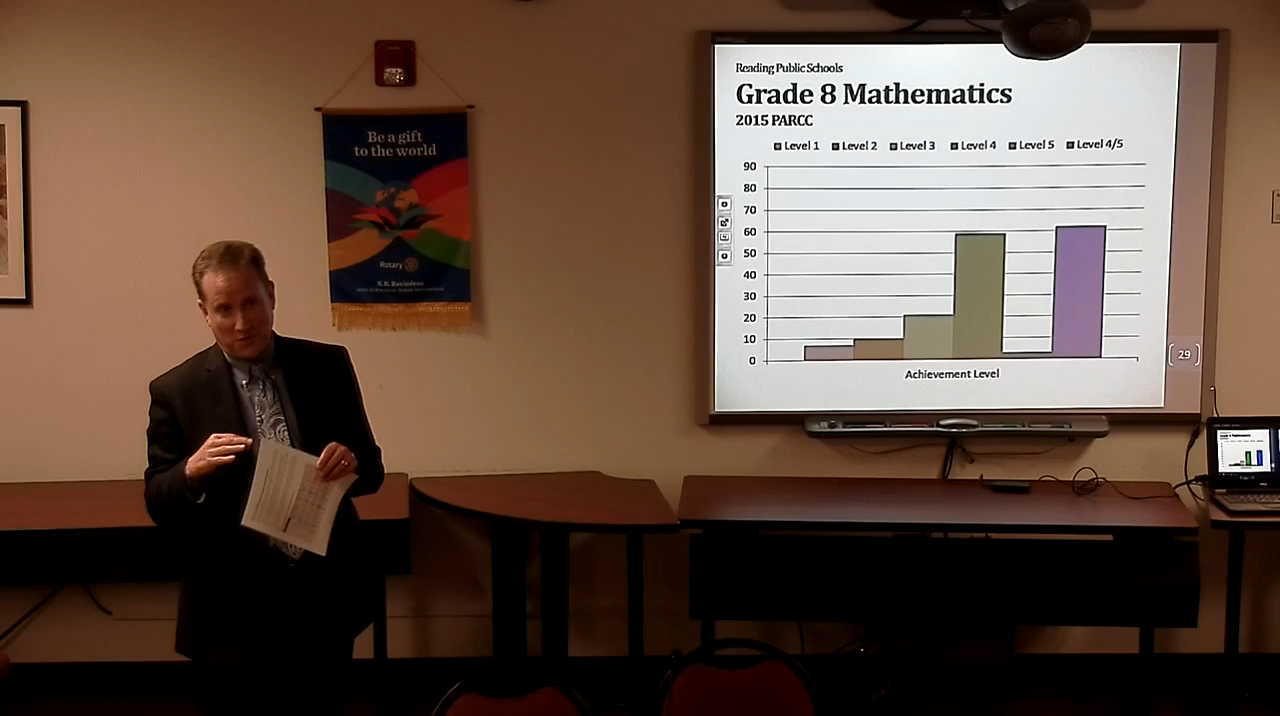 Be a gift
to the world
Rotary
Reading Public Schools
Grade 8 Mathematics
2015 PARCC
Level 1 Level 2 Level 3 Level 4 Level 5 Level 4/5
90
80
70
60
50
40
30
20
10
0
Achievement Level
29